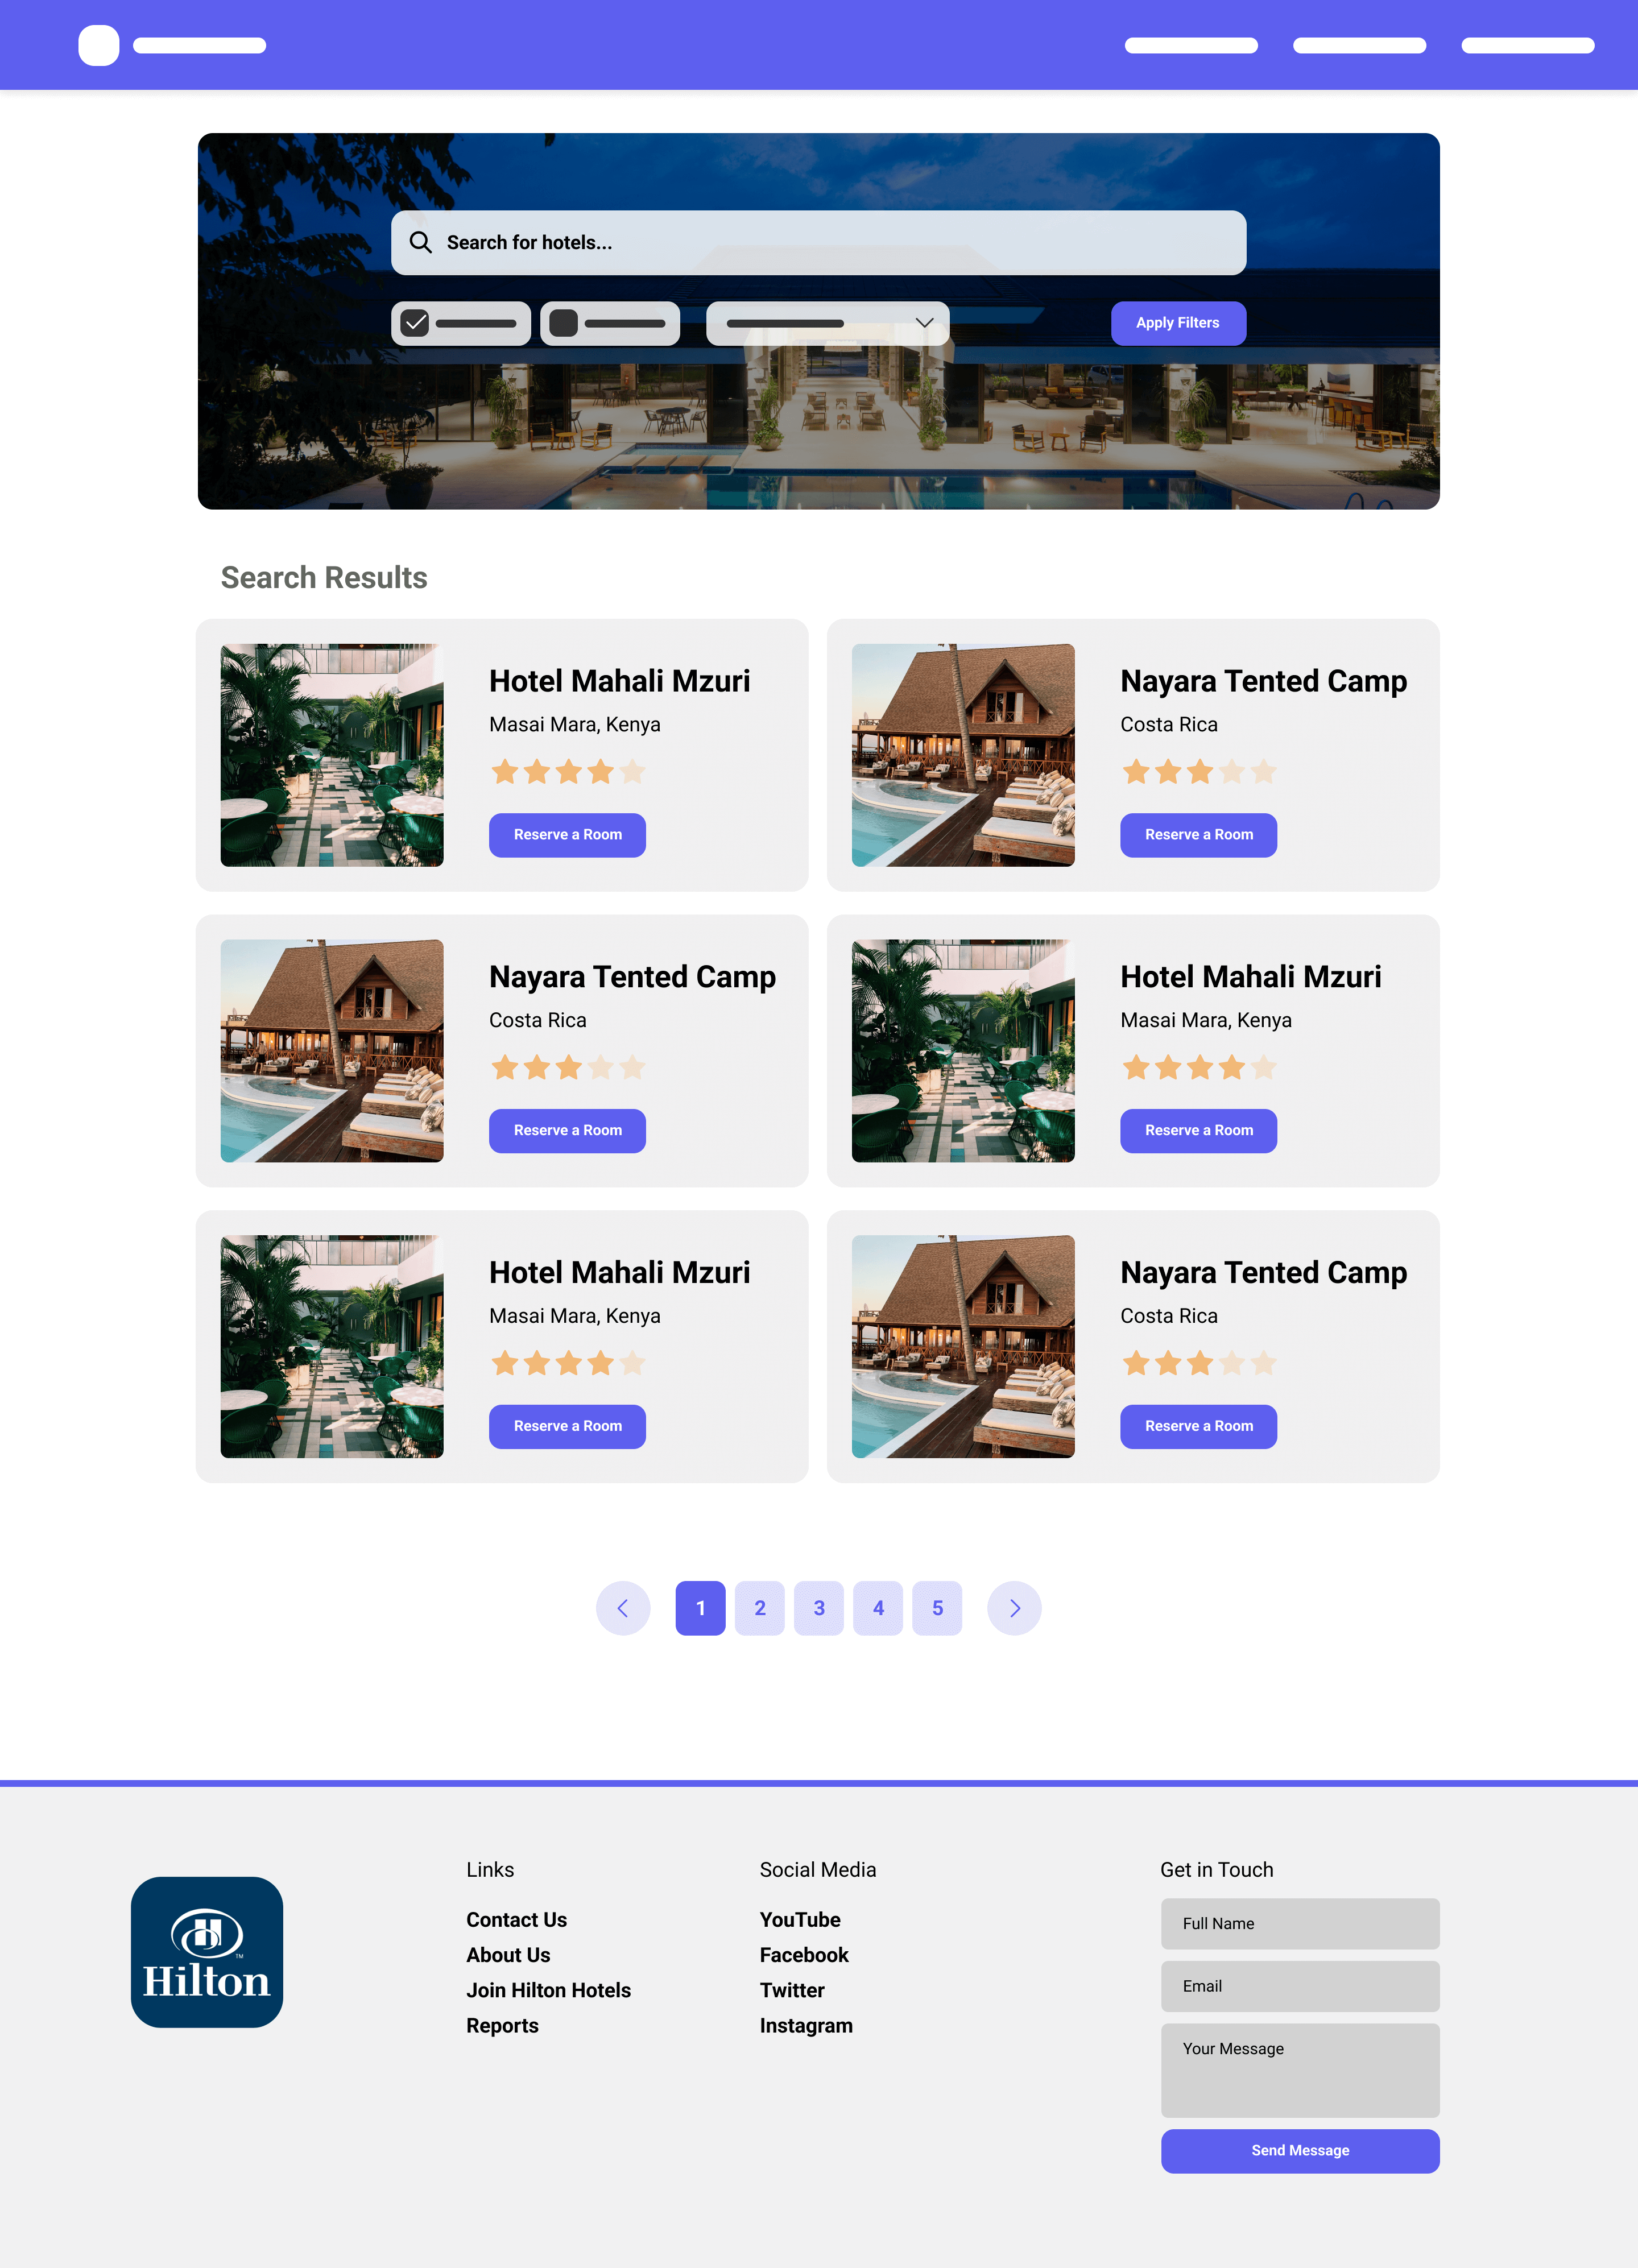 Search for hotels...
Apply Filters
Search Results
Hotel Mahali Mzuri
Masai Mara, Kenya
Reserve a Room
Nayara Tented Camp
Costa Rica
Reserve a Room
Nayara Tented Camp
Costa Rica
Reserve a Room
Hotel Mahali Mzuri
Masai Mara, Kenya
Reserve a Room
Hotel Mahali Mzuri
Masai Mara, Kenya
Reserve a Room
Nayara Tented Camp
Costa Rica
Reserve a Room
1 2 3 4 5
Hilton
TM
Links
Contact Us
About Us
Join Hilton Hotels
Reports
Social Media
YouTube
Facebook
Twitter
Instagram
Get in Touch
Full Name
Email
Your Message
Send Message